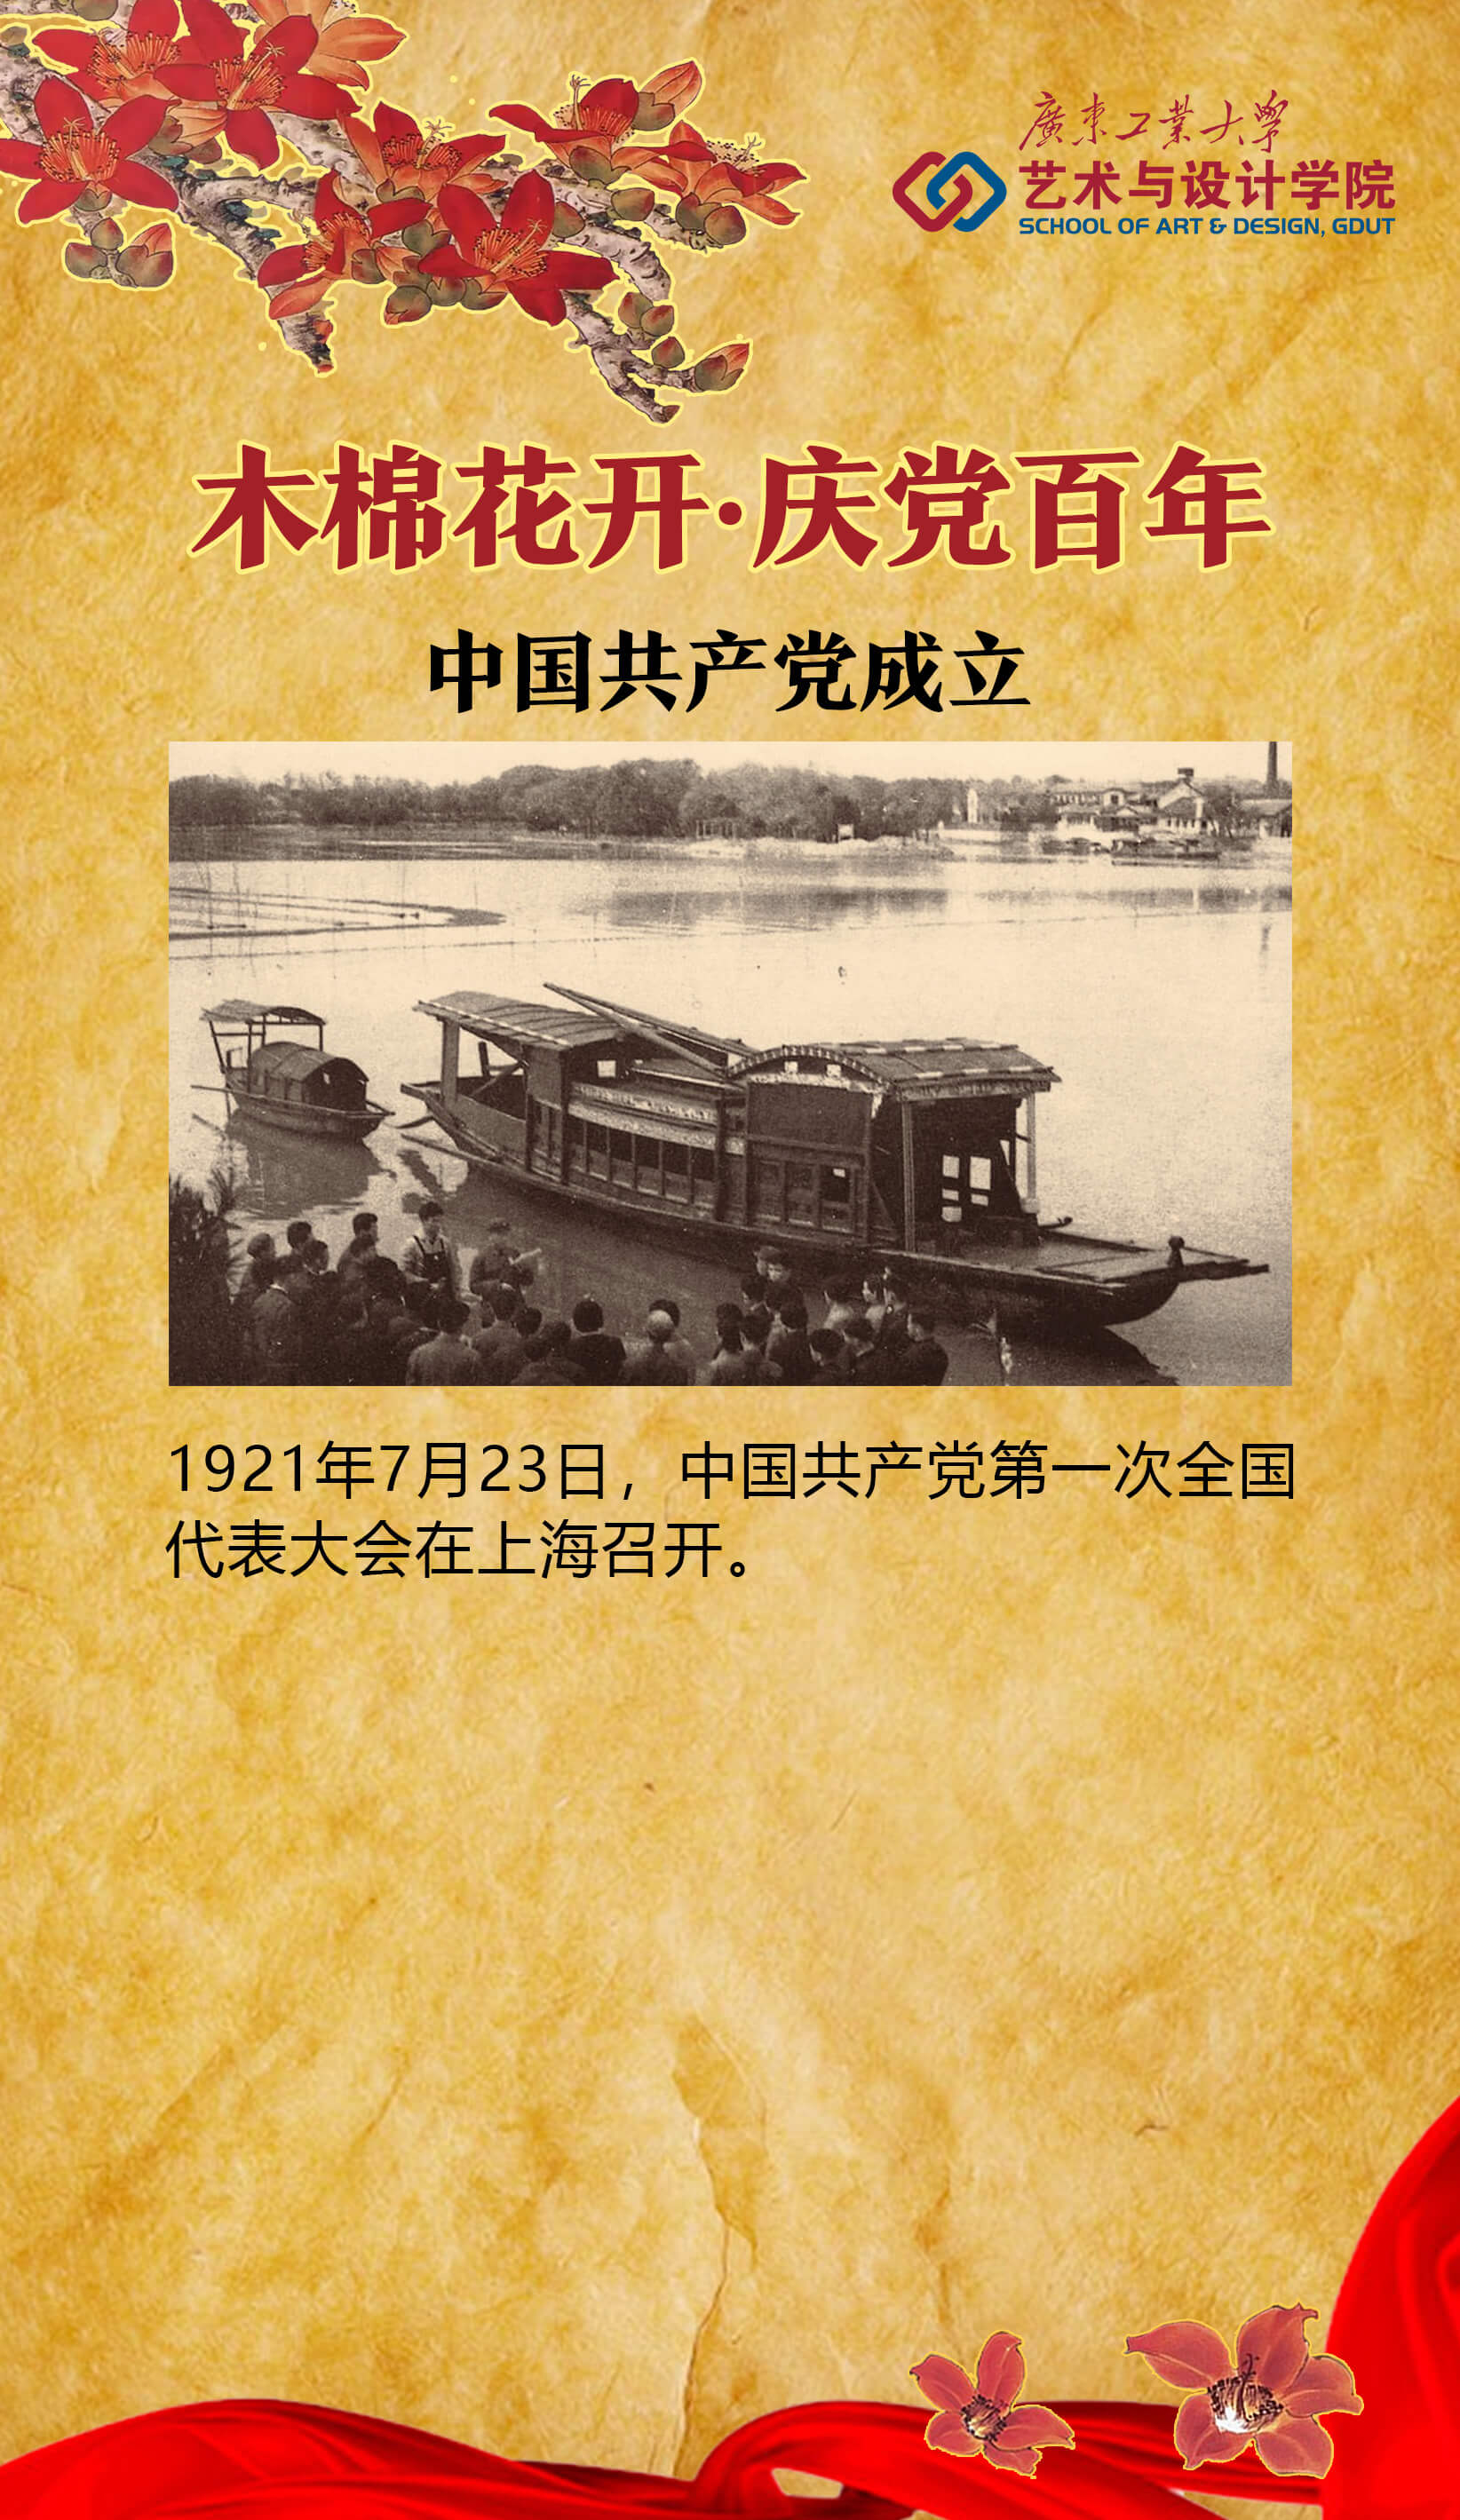 廣東工業大學
艺术与设计学院
SCHOOL OF ART & DESIGN, GDUT
木棉花开·庆党百年
中国共产党成立
1921年7月23日，中国共产党第一次全国
代表大会在上海召开。